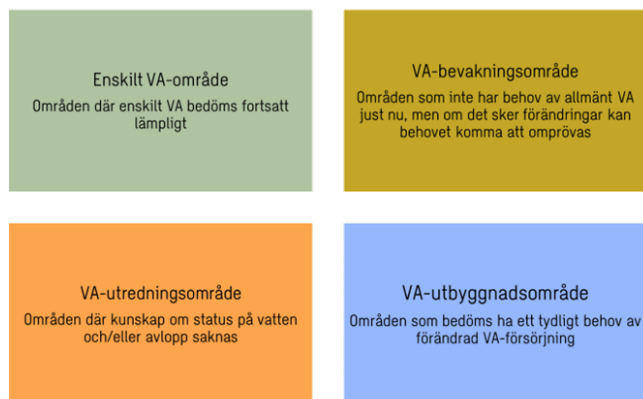 Enskilt VA-område
Områden där enskilt VA bedöms fortsatt
lämpligt
VA-bevakningsområde
Områden som inte har behov av allmänt VA
just nu, men om det sker förändringar kan
behovet komma att omprövas
VA-utredningsområde
Områden där kunskap om status på vatten
och/eller avlopp saknas
VA-utbyggnadsområde
Områden som bedöms ha ett tydligt behov av
förändrad VA-försörjning